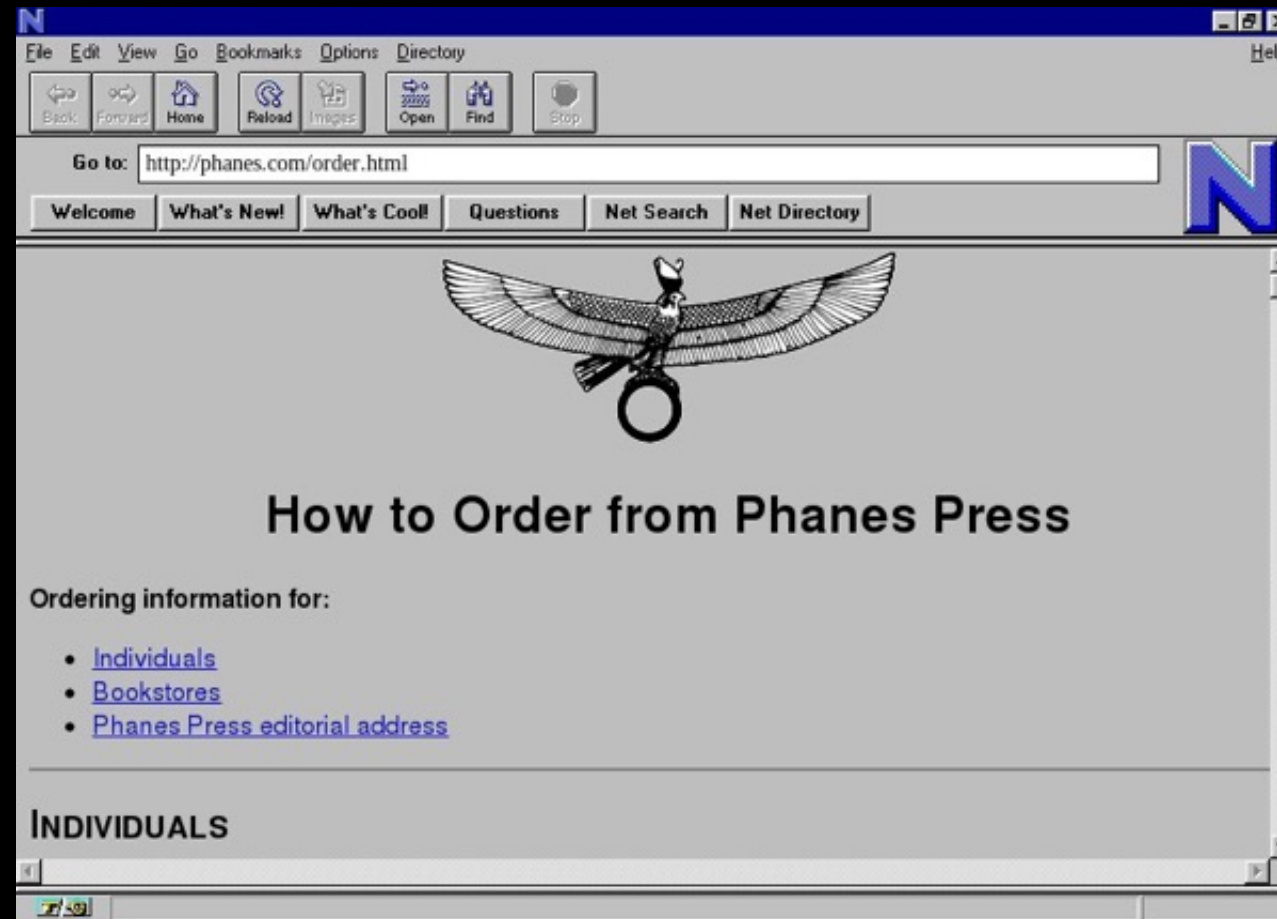 N
File Edit View Go Bookmarks Options Directory Hel
Back Forward Home Reload Images Open Find Stop
Go to: http://phanes.com/order.html
N
Welcome What's New! What's Cool! Questions Net Search Net Directory
How to Order from Phanes Press
Ordering information for:
Individuals
Bookstores
Phanes Press editorial address
INDIVIDUALS